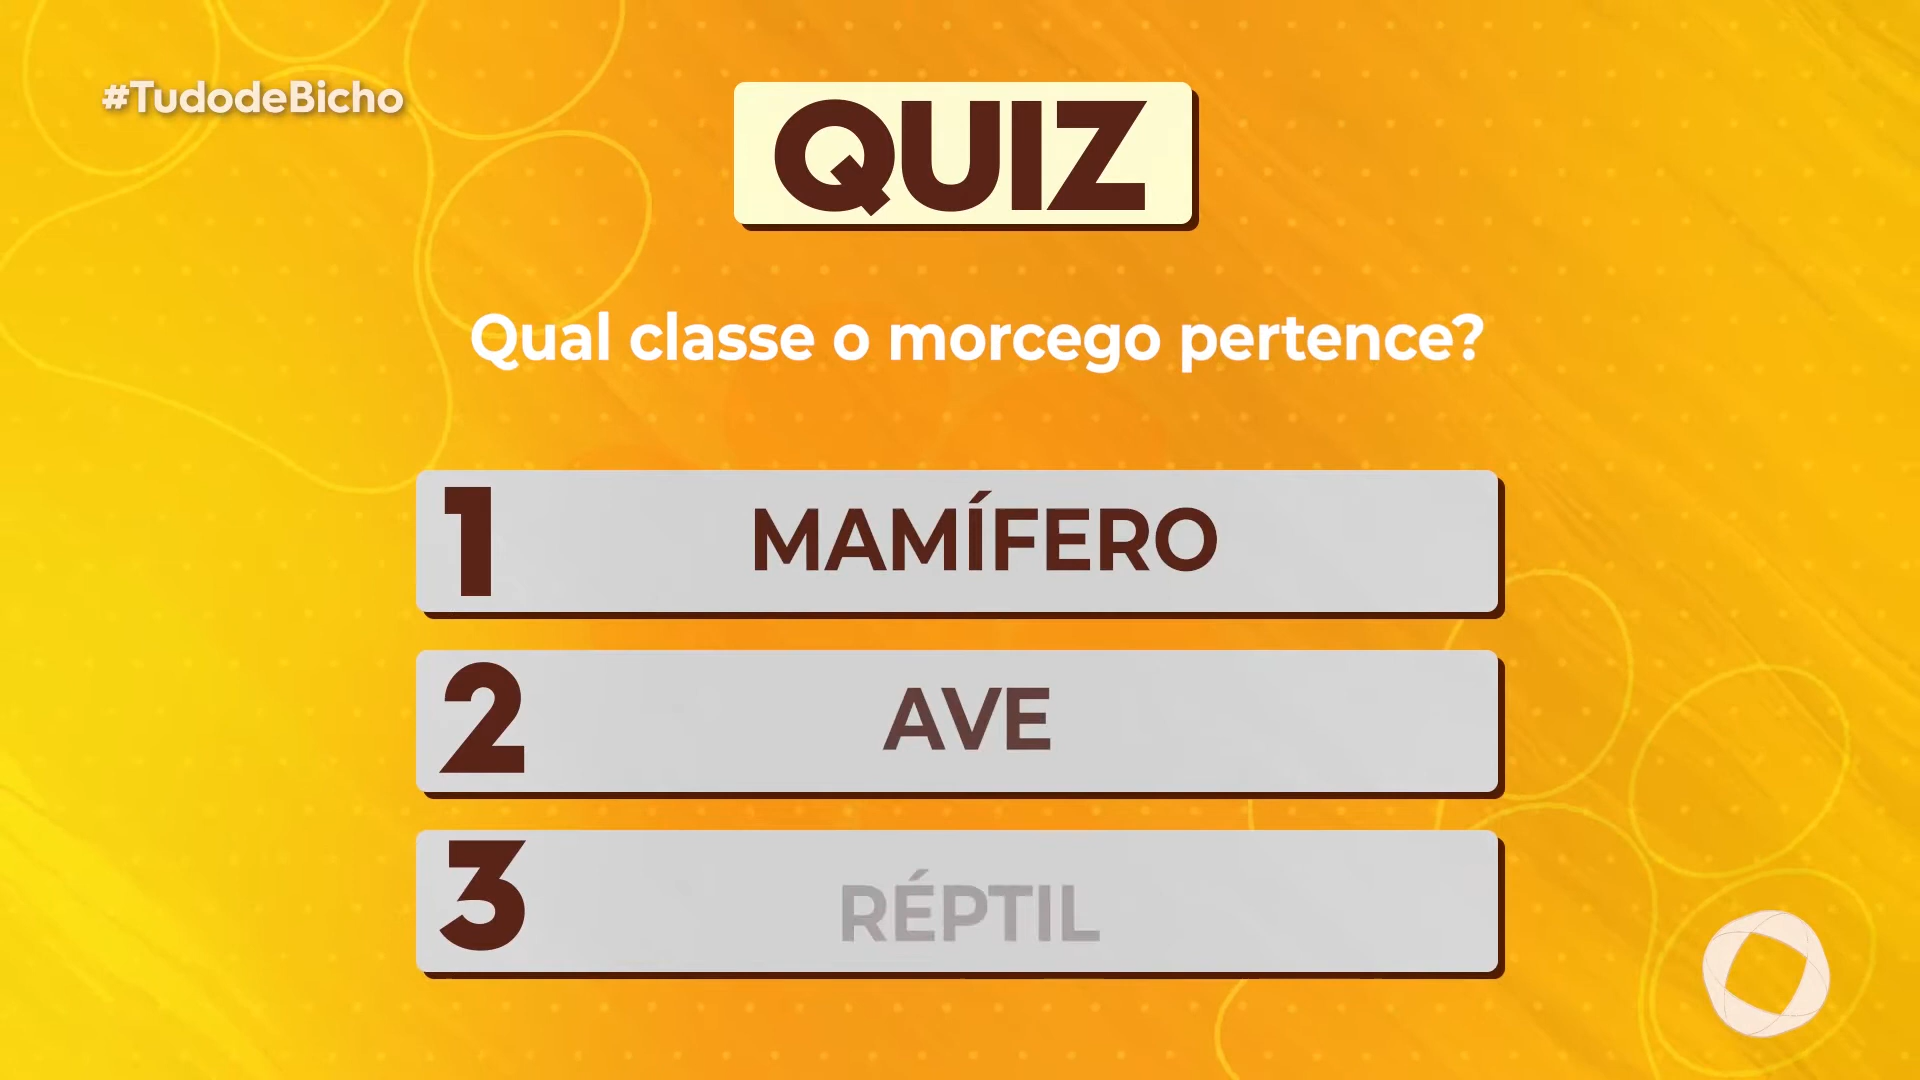 #TudodeBicho
QUIZ
Qual classe o morcego pertence?
1 MAMÍFERO
2 AVE
3 RÉPTIL